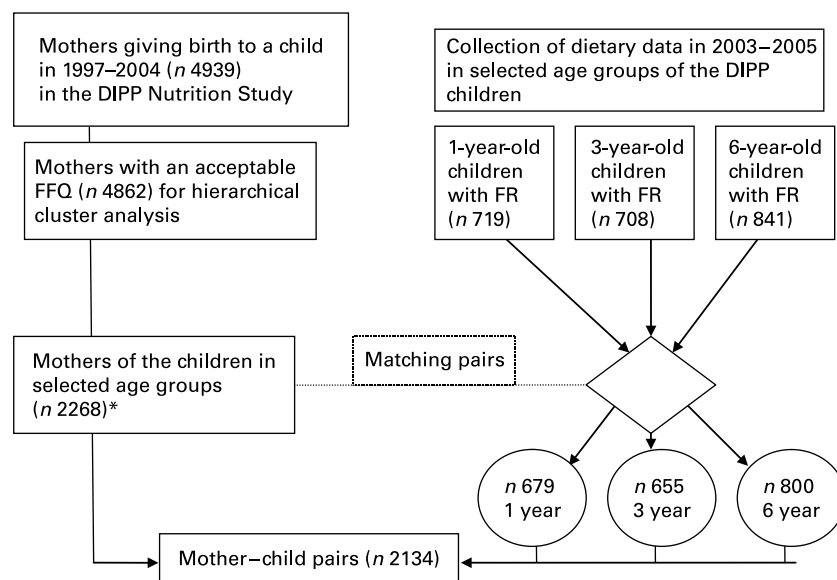 Mothers giving birth to a child
in 1997–2004 (n 4939)
in the DIPP Nutrition Study
Collection of dietary data in 2003–2005
in selected age groups of the DIPP
children
Mothers with an acceptable
FFQ (n 4862) for hierarchical
cluster analysis
1-year-old
children
with FR
(n 719)
3-year-old
children
with FR
(n 708)
6-year-old
children
with FR
(n 841)
Mothers of the children in
selected age groups
(n 2268)*
Matching pairs
n 679
1 year
n 655
3 year
n 800
6 year
Mother–child pairs (n 2134)